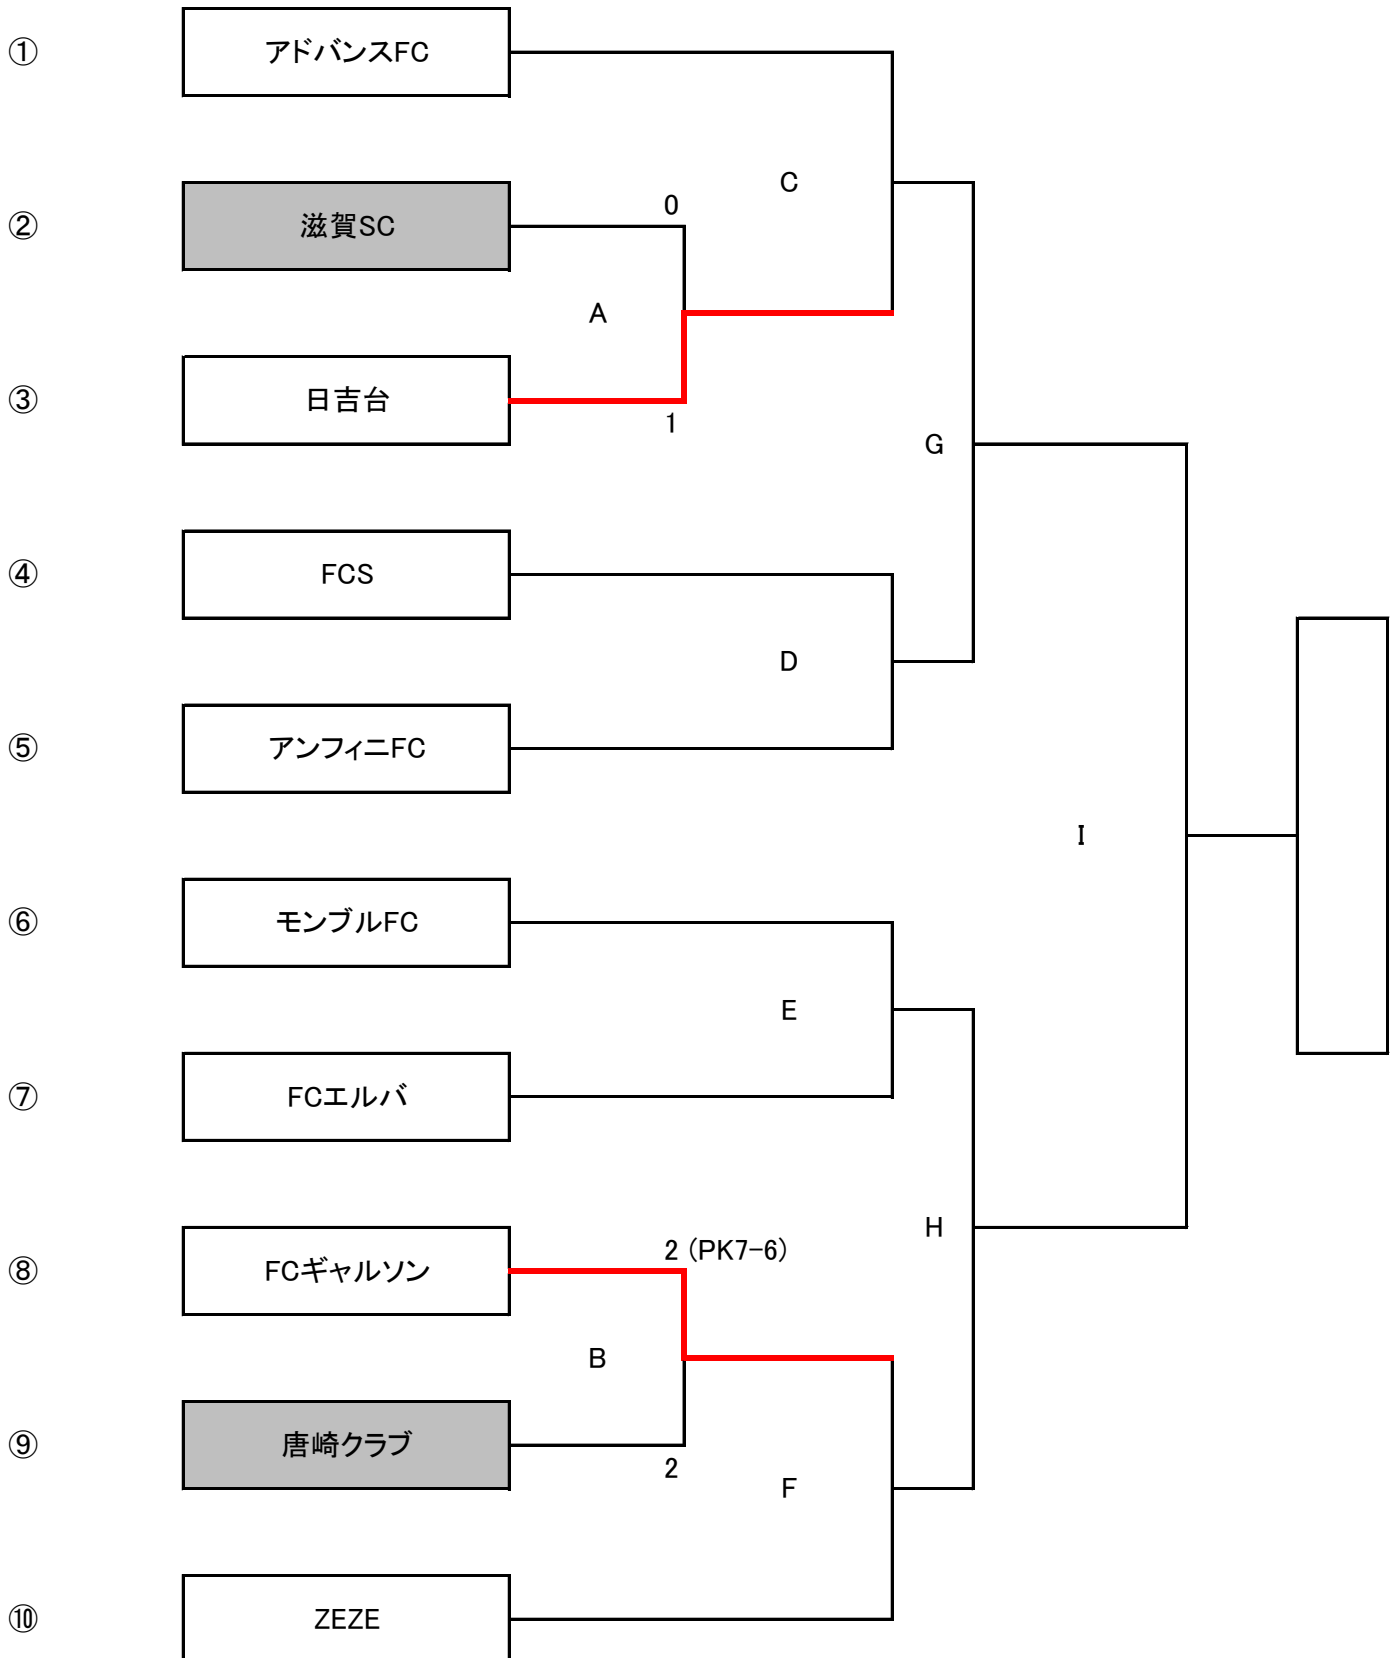 ① アドバンスFC
C
② 滋賀SC 0
A
③ 日吉台 1
G
④ FCS
D
⑤ アンフィニFC
I
⑥ モンブルFC
E
⑦ FCエルバ
H
⑧ FCギャルソン 2 (PK7-6)
B
⑨ 唐崎クラブ 2
F
⑩ ZEZE